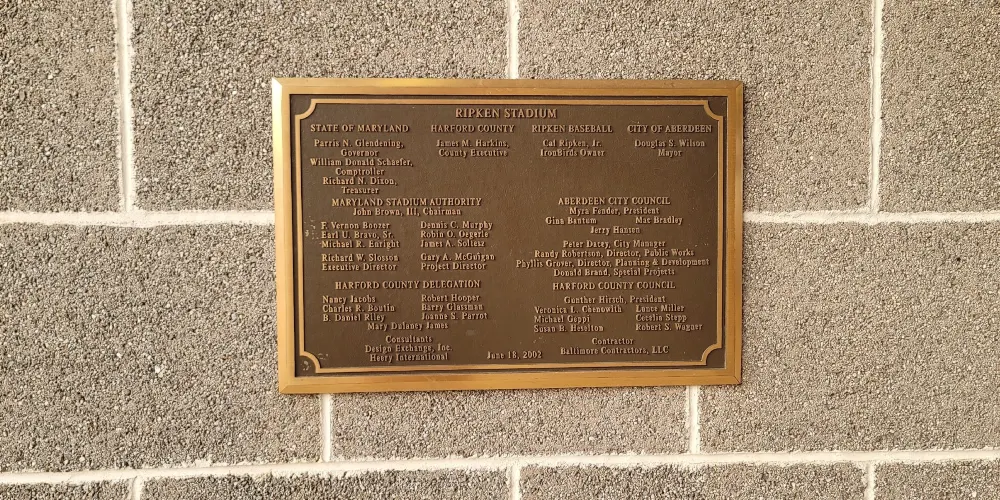 RIPKEN STADIUM
STATE OF MARYLAND
Parris N. Glendening,
Governor
William Donald Schaefer,
Comptroller
Richard N. Dixon,
Treasurer
HARFORD COUNTY
James M. Harkins,
County Executive
RIPKEN BASEBALL
Cal Ripken, Jr.
IronBirds Owner
CITY OF ABERDEEN
Douglas S. Wilson
Mayor
MARYLAND STADIUM AUTHORITY
John Brown, III, Chairman
F. Vernon Boozer Dennis C. Murphy
Earl U. Bravo, Sr. Robin O. Oegerle
Michael R. Enright James A. Soltesz
Richard W. Slosson Gary A. McGuigan
Executive Director Project Director
ABERDEEN CITY COUNCIL
Myra Fender, President
Gina Bantum Mac Bradley
Jerry Hansen
Peter Dacey, City Manager
Randy Robertson, Director, Public Works
Phyllis Grover, Director, Planning & Development
Donald Brand, Special Projects
HARFORD COUNTY DELEGATION
Nancy Jacobs Robert Hooper
Charles R. Boutin Barry Glassman
B. Daniel Riley Joanne S. Parrot
Mary Dulaney James
HARFORD COUNTY COUNCIL
Gunther Hirsch, President
Veronica L. Chenowith Lance Miller
Michael Geppi Cecelia Stepp
Susan B. Heselton Robert S. Wagner
Consultants
Design Exchange, Inc.
Heery International
June 18, 2002
Contractor
Baltimore Contractors, LLC